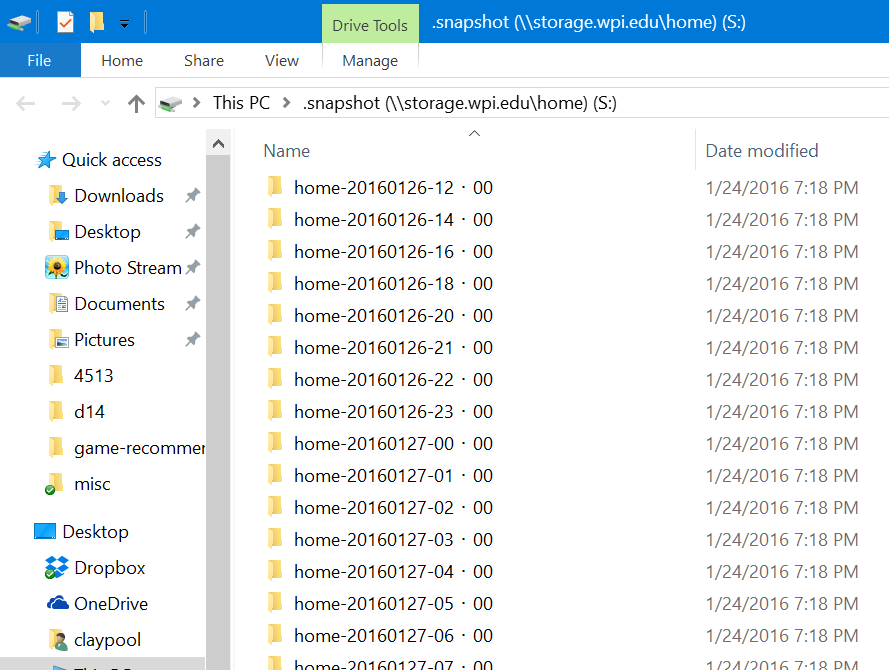 Drive Tools
.snapshot (\\storage.wpi.edu\home) (S:)
File Home Share View Manage
This PC > .snapshot (\\storage.wpi.edu\home) (S:)
Quick access
Downloads
Desktop
Photo Stream
Documents
Pictures
4513
d14
game-recommer
misc
Desktop
Dropbox
OneDrive
claypool
This PC
Name Date modified
home-20160126-12 · 00 1/24/2016 7:18 PM
home-20160126-14 · 00 1/24/2016 7:18 PM
home-20160126-16 · 00 1/24/2016 7:18 PM
home-20160126-18 · 00 1/24/2016 7:18 PM
home-20160126-20 · 00 1/24/2016 7:18 PM
home-20160126-21 · 00 1/24/2016 7:18 PM
home-20160126-22 · 00 1/24/2016 7:18 PM
home-20160126-23 · 00 1/24/2016 7:18 PM
home-20160127-00 · 00 1/24/2016 7:18 PM
home-20160127-01 · 00 1/24/2016 7:18 PM
home-20160127-02 · 00 1/24/2016 7:18 PM
home-20160127-03 · 00 1/24/2016 7:18 PM
home-20160127-04 · 00 1/24/2016 7:18 PM
home-20160127-05 · 00 1/24/2016 7:18 PM
home-20160127-06 · 00 1/24/2016 7:18 PM
home-20160127-07 · 00 1/24/2016 7:18 PM